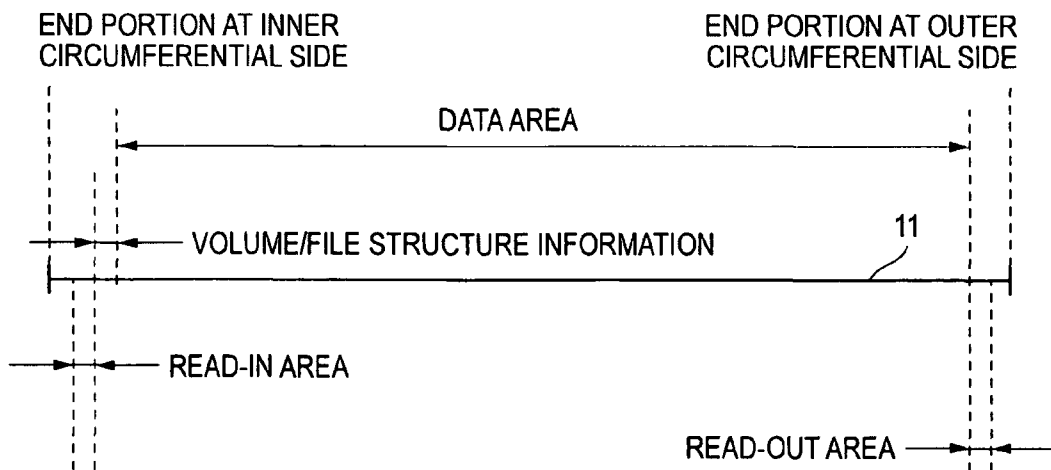 END PORTION AT INNER
CIRCUMFERENTIAL SIDE
END PORTION AT OUTER
CIRCUMFERENTIAL SIDE
DATA AREA
VOLUME/FILE STRUCTURE INFORMATION
11
READ-IN AREA
READ-OUT AREA